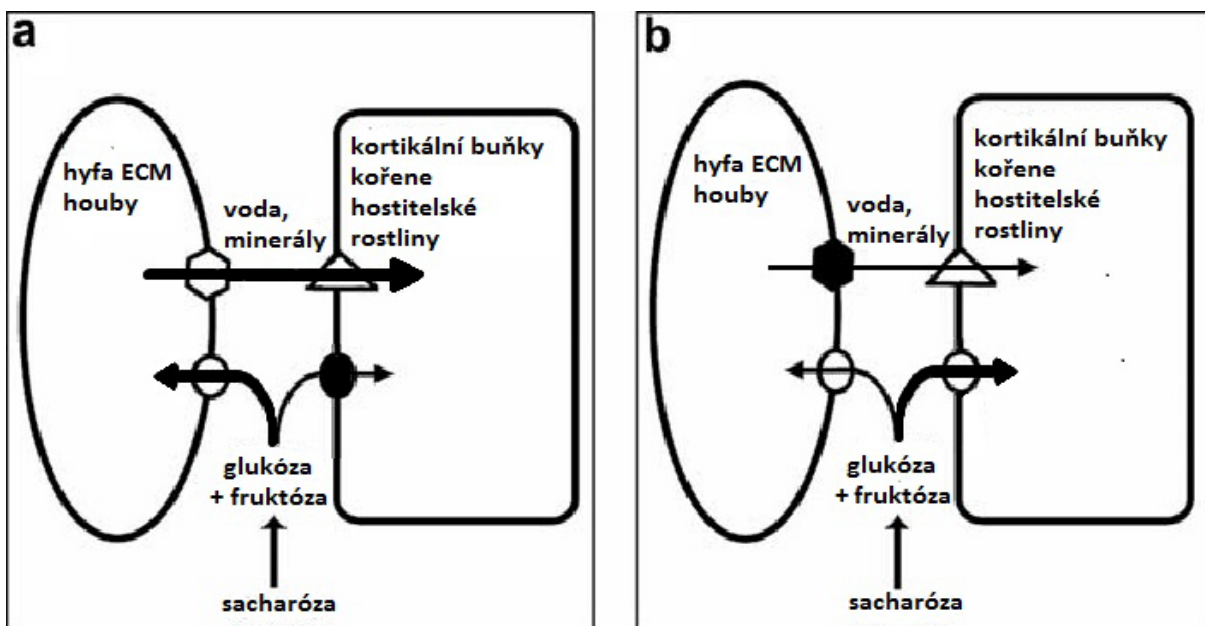 a
hyfa ECM
houby
voda,
minerály
kortikální buňky
kořene
hostitelské
rostliny
glukóza
+ fruktóza
sacharóza
b
hyfa ECM
houby
voda,
minerály
kortikální buňky
kořene
hostitelské
rostliny
glukóza
+ fruktóza
sacharóza